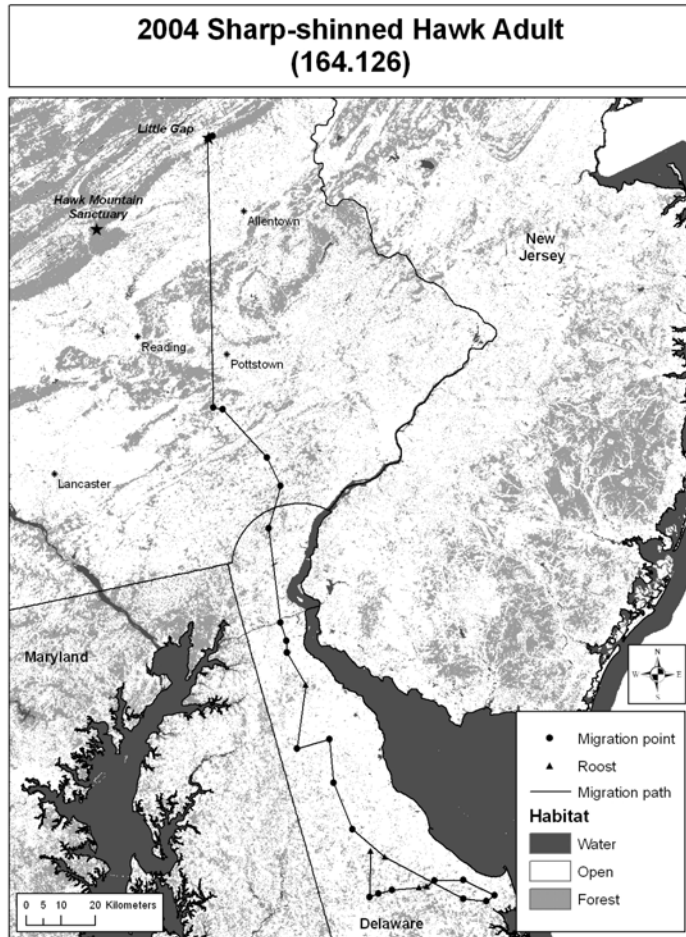 2004 Sharp-shinned Hawk Adult
(164.126)
Little Gap
Hawk Mountain
Sanctuary
Allentown
New
Jersey
Reading
Pottstown
Lancaster
Maryland
N
W
E
S
Migration point
Roost
Migration path
Habitat
Water
Open
Forest
0 5 10 20 Kilometers
Delaware